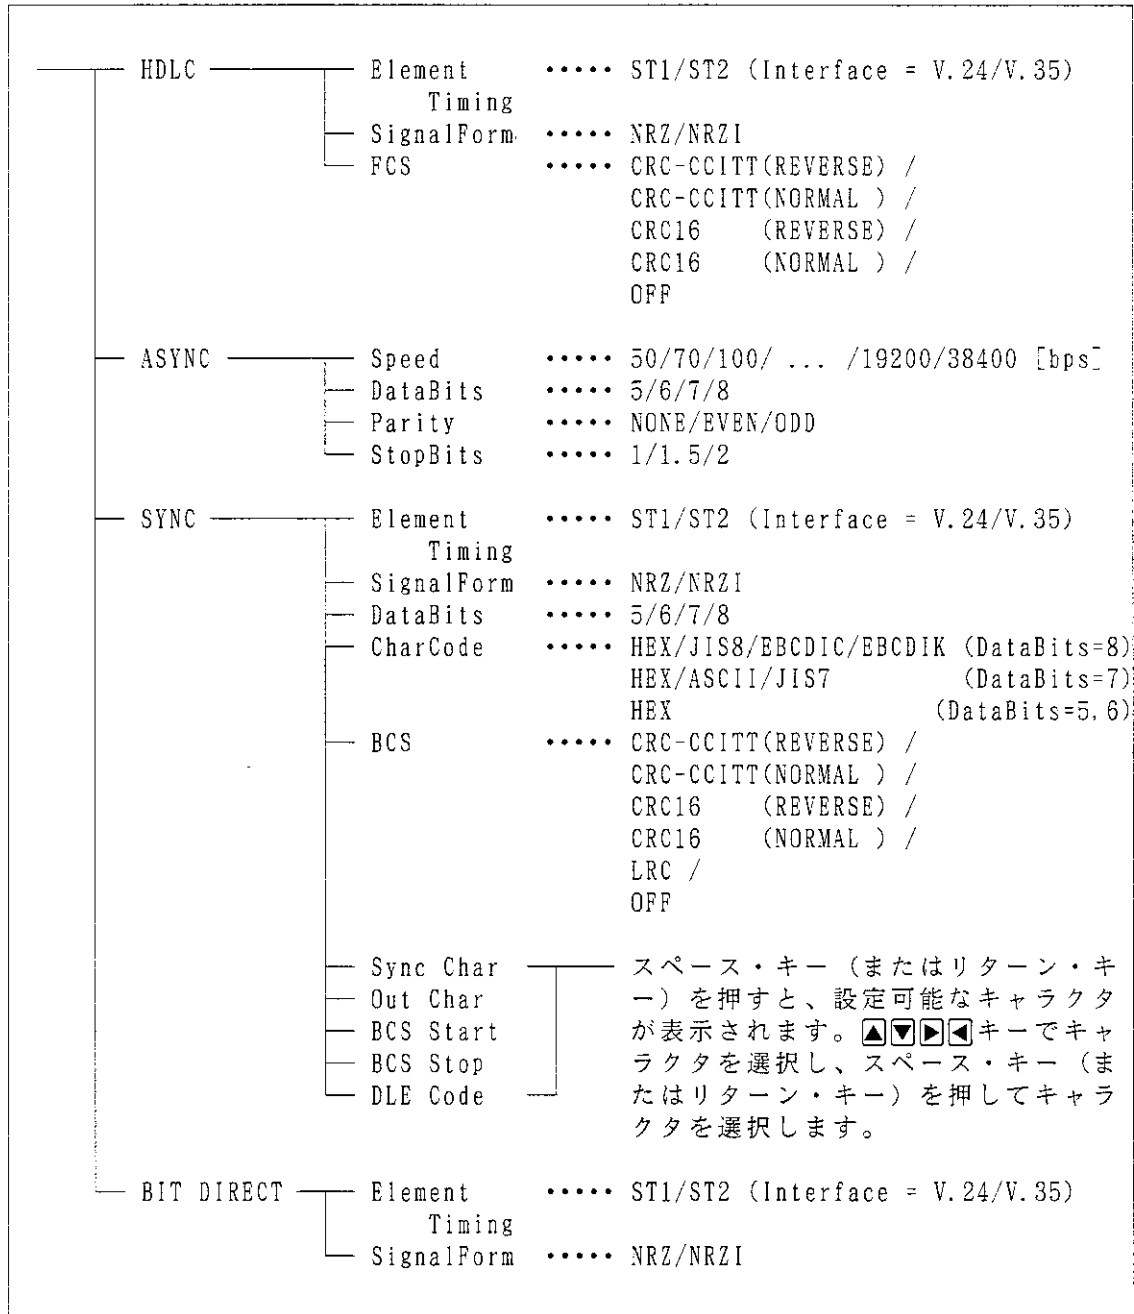 HDLC Element ····· ST1/ST2 (Interface = V.24/V.35)
Timing
SignalForm ····· NRZ/NRZI
FCS ····· CRC-CCITT(REVERSE) /
CRC-CCITT(NORMAL ) /
CRC16 (REVERSE) /
CRC16 (NORMAL ) /
OFF
ASYNC Speed ····· 50/70/100/ ... /19200/38400 [bps]
DataBits ····· 5/6/7/8
Parity ····· NONE/EVEN/ODD
StopBits ····· 1/1.5/2
SYNC Element ····· ST1/ST2 (Interface = V.24/V.35)
Timing
SignalForm ····· NRZ/NRZI
DataBits ····· 5/6/7/8
CharCode ····· HEX/JIS8/EBCDIC/EBCDIK (DataBits=8)
HEX/ASCII/JIS7 (DataBits=7)
HEX (DataBits=5,6)
BCS ····· CRC-CCITT(REVERSE) /
CRC-CCITT(NORMAL ) /
CRC16 (REVERSE) /
CRC16 (NORMAL ) /
LRC /
OFF
Sync Char スペース・キー（またはリターン・キ
Out Char ー）を押すと、設定可能なキャラクタ
BCS Start が表示されます。▲▼▶◀キーでキャ
BCS Stop ラクタを選択し、スペース・キー（ま
DLE Code たはリターン・キー）を押してキャラ
クタを選択します。
BIT DIRECT Element ····· ST1/ST2 (Interface = V.24/V.35)
Timing
SignalForm ····· NRZ/NRZI